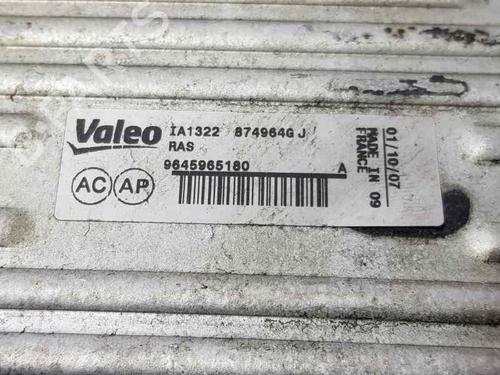 Valeo
IA1322 874964G J
RAS
9645965180 A
AC AP
01/10/07
MADE IN 09
FRANCE